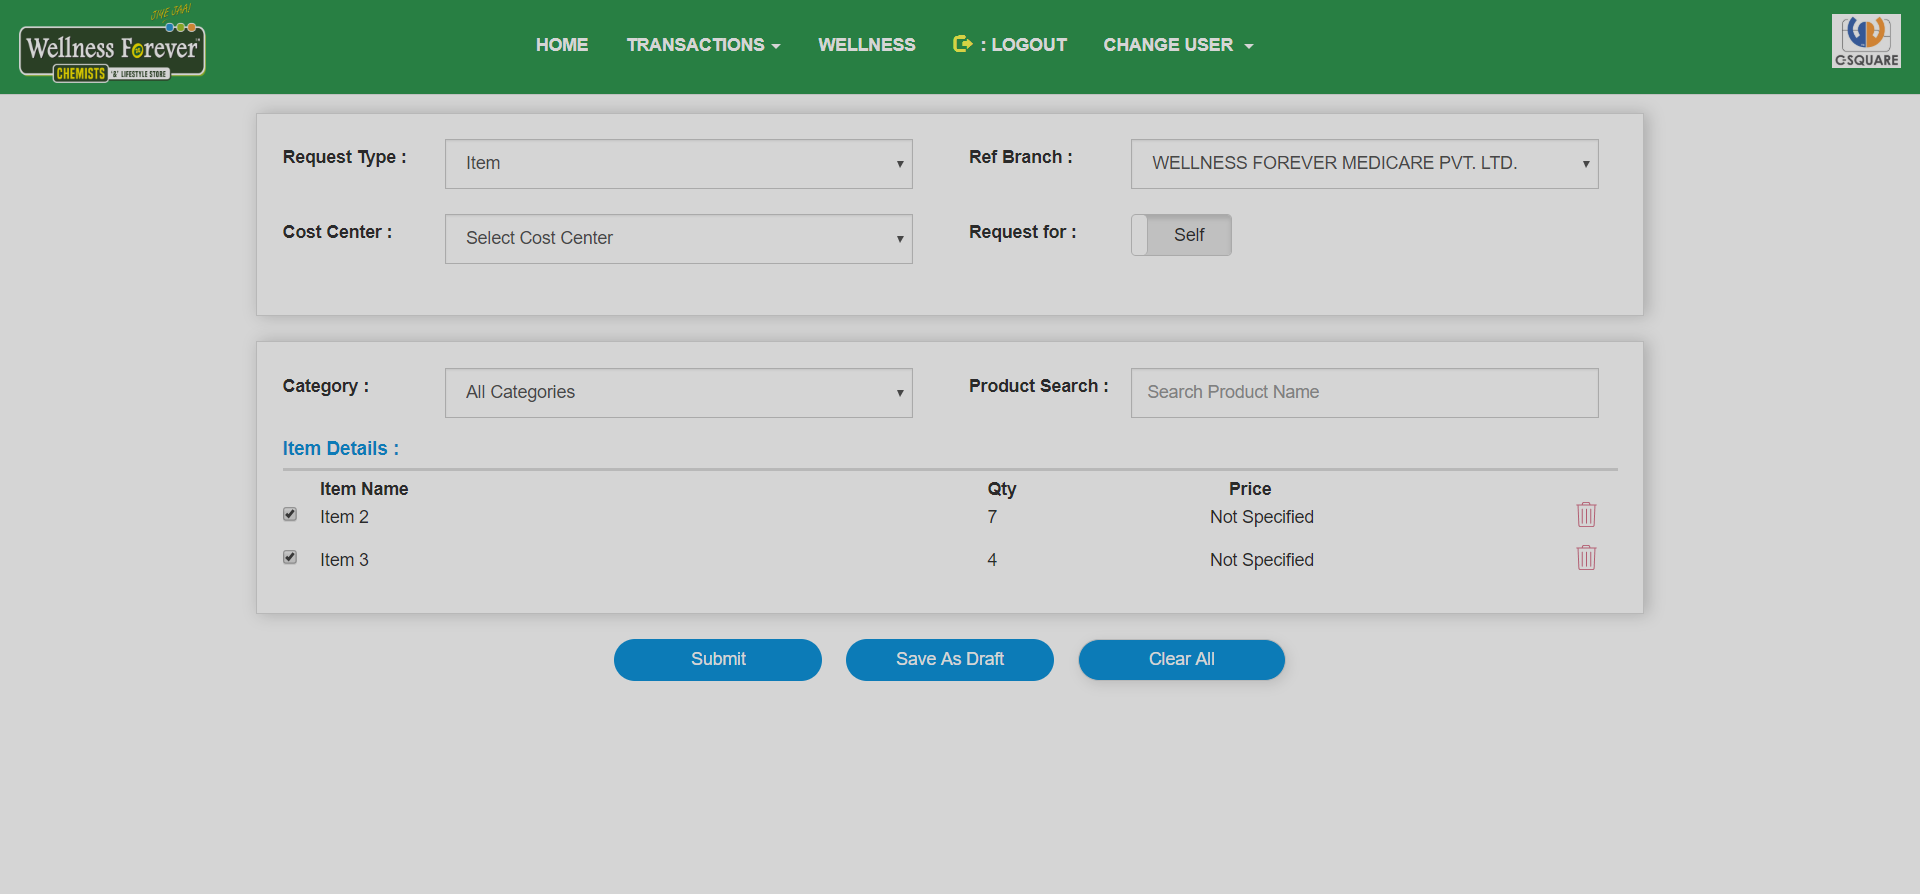 JIYE JAA!
Wellness Forever
CHEMISTS '&' LIFESTYLE STORE
HOME TRANSACTIONS WELLNESS : LOGOUT CHANGE USER
C-SQUARE
Request Type : Item Ref Branch : WELLNESS FOREVER MEDICARE PVT. LTD.
Cost Center : Select Cost Center Request for : Self
Category : All Categories Product Search : Search Product Name
Item Details :
Item Name Qty Price
Item 2 7 Not Specified
Item 3 4 Not Specified
Submit Save As Draft Clear All